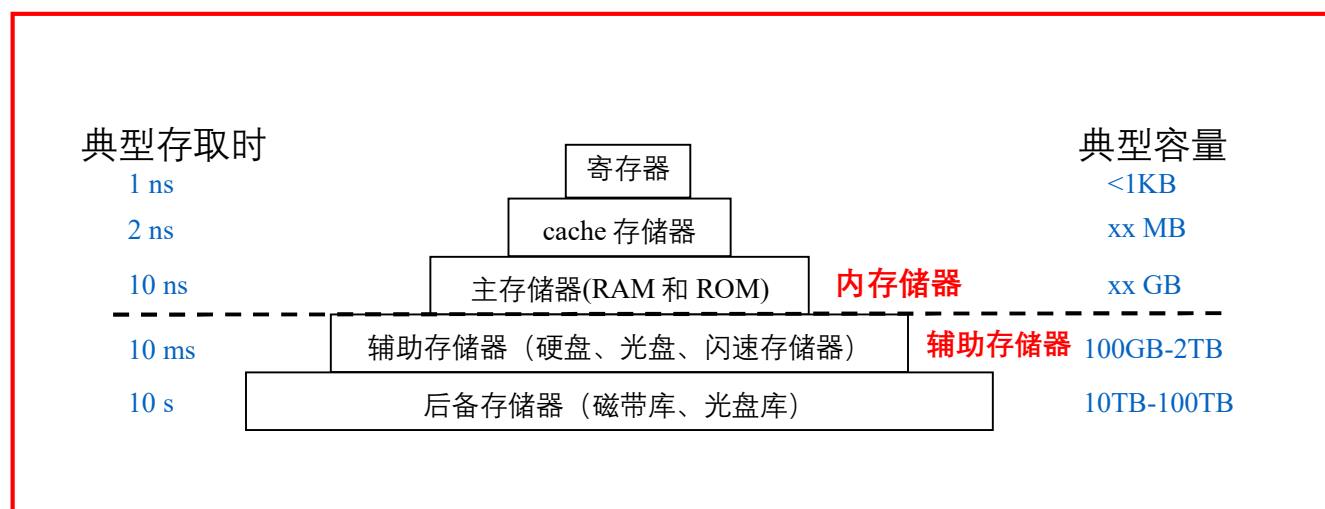 典型存取时 典型容量
寄存器
1 ns <1KB
2 ns cache 存储器 xx MB
10 ns 主存储器(RAM 和 ROM) 内存储器 xx GB
10 ms 辅助存储器（硬盘、光盘、闪速存储器） 辅助存储器 100GB-2TB
10 s 后备存储器（磁带库、光盘库） 10TB-100TB